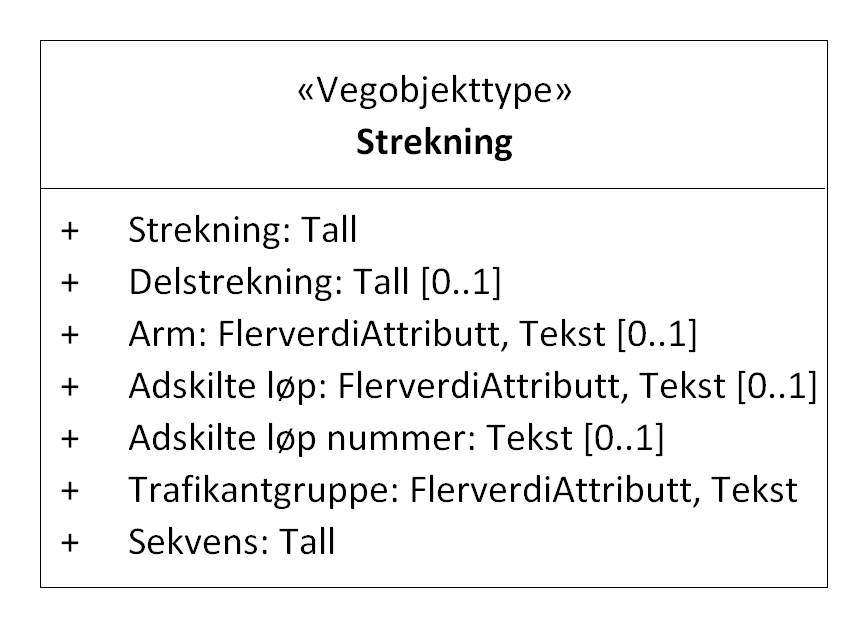 «Vegobjekttype»
Strekning
+ Strekning: Tall
+ Delstrekning: Tall [0..1]
+ Arm: FlerverdiAttributt, Tekst [0..1]
+ Adskilte løp: FlerverdiAttributt, Tekst [0..1]
+ Adskilte løp nummer: Tekst [0..1]
+ Trafikantgruppe: FlerverdiAttributt, Tekst
+ Sekvens: Tall